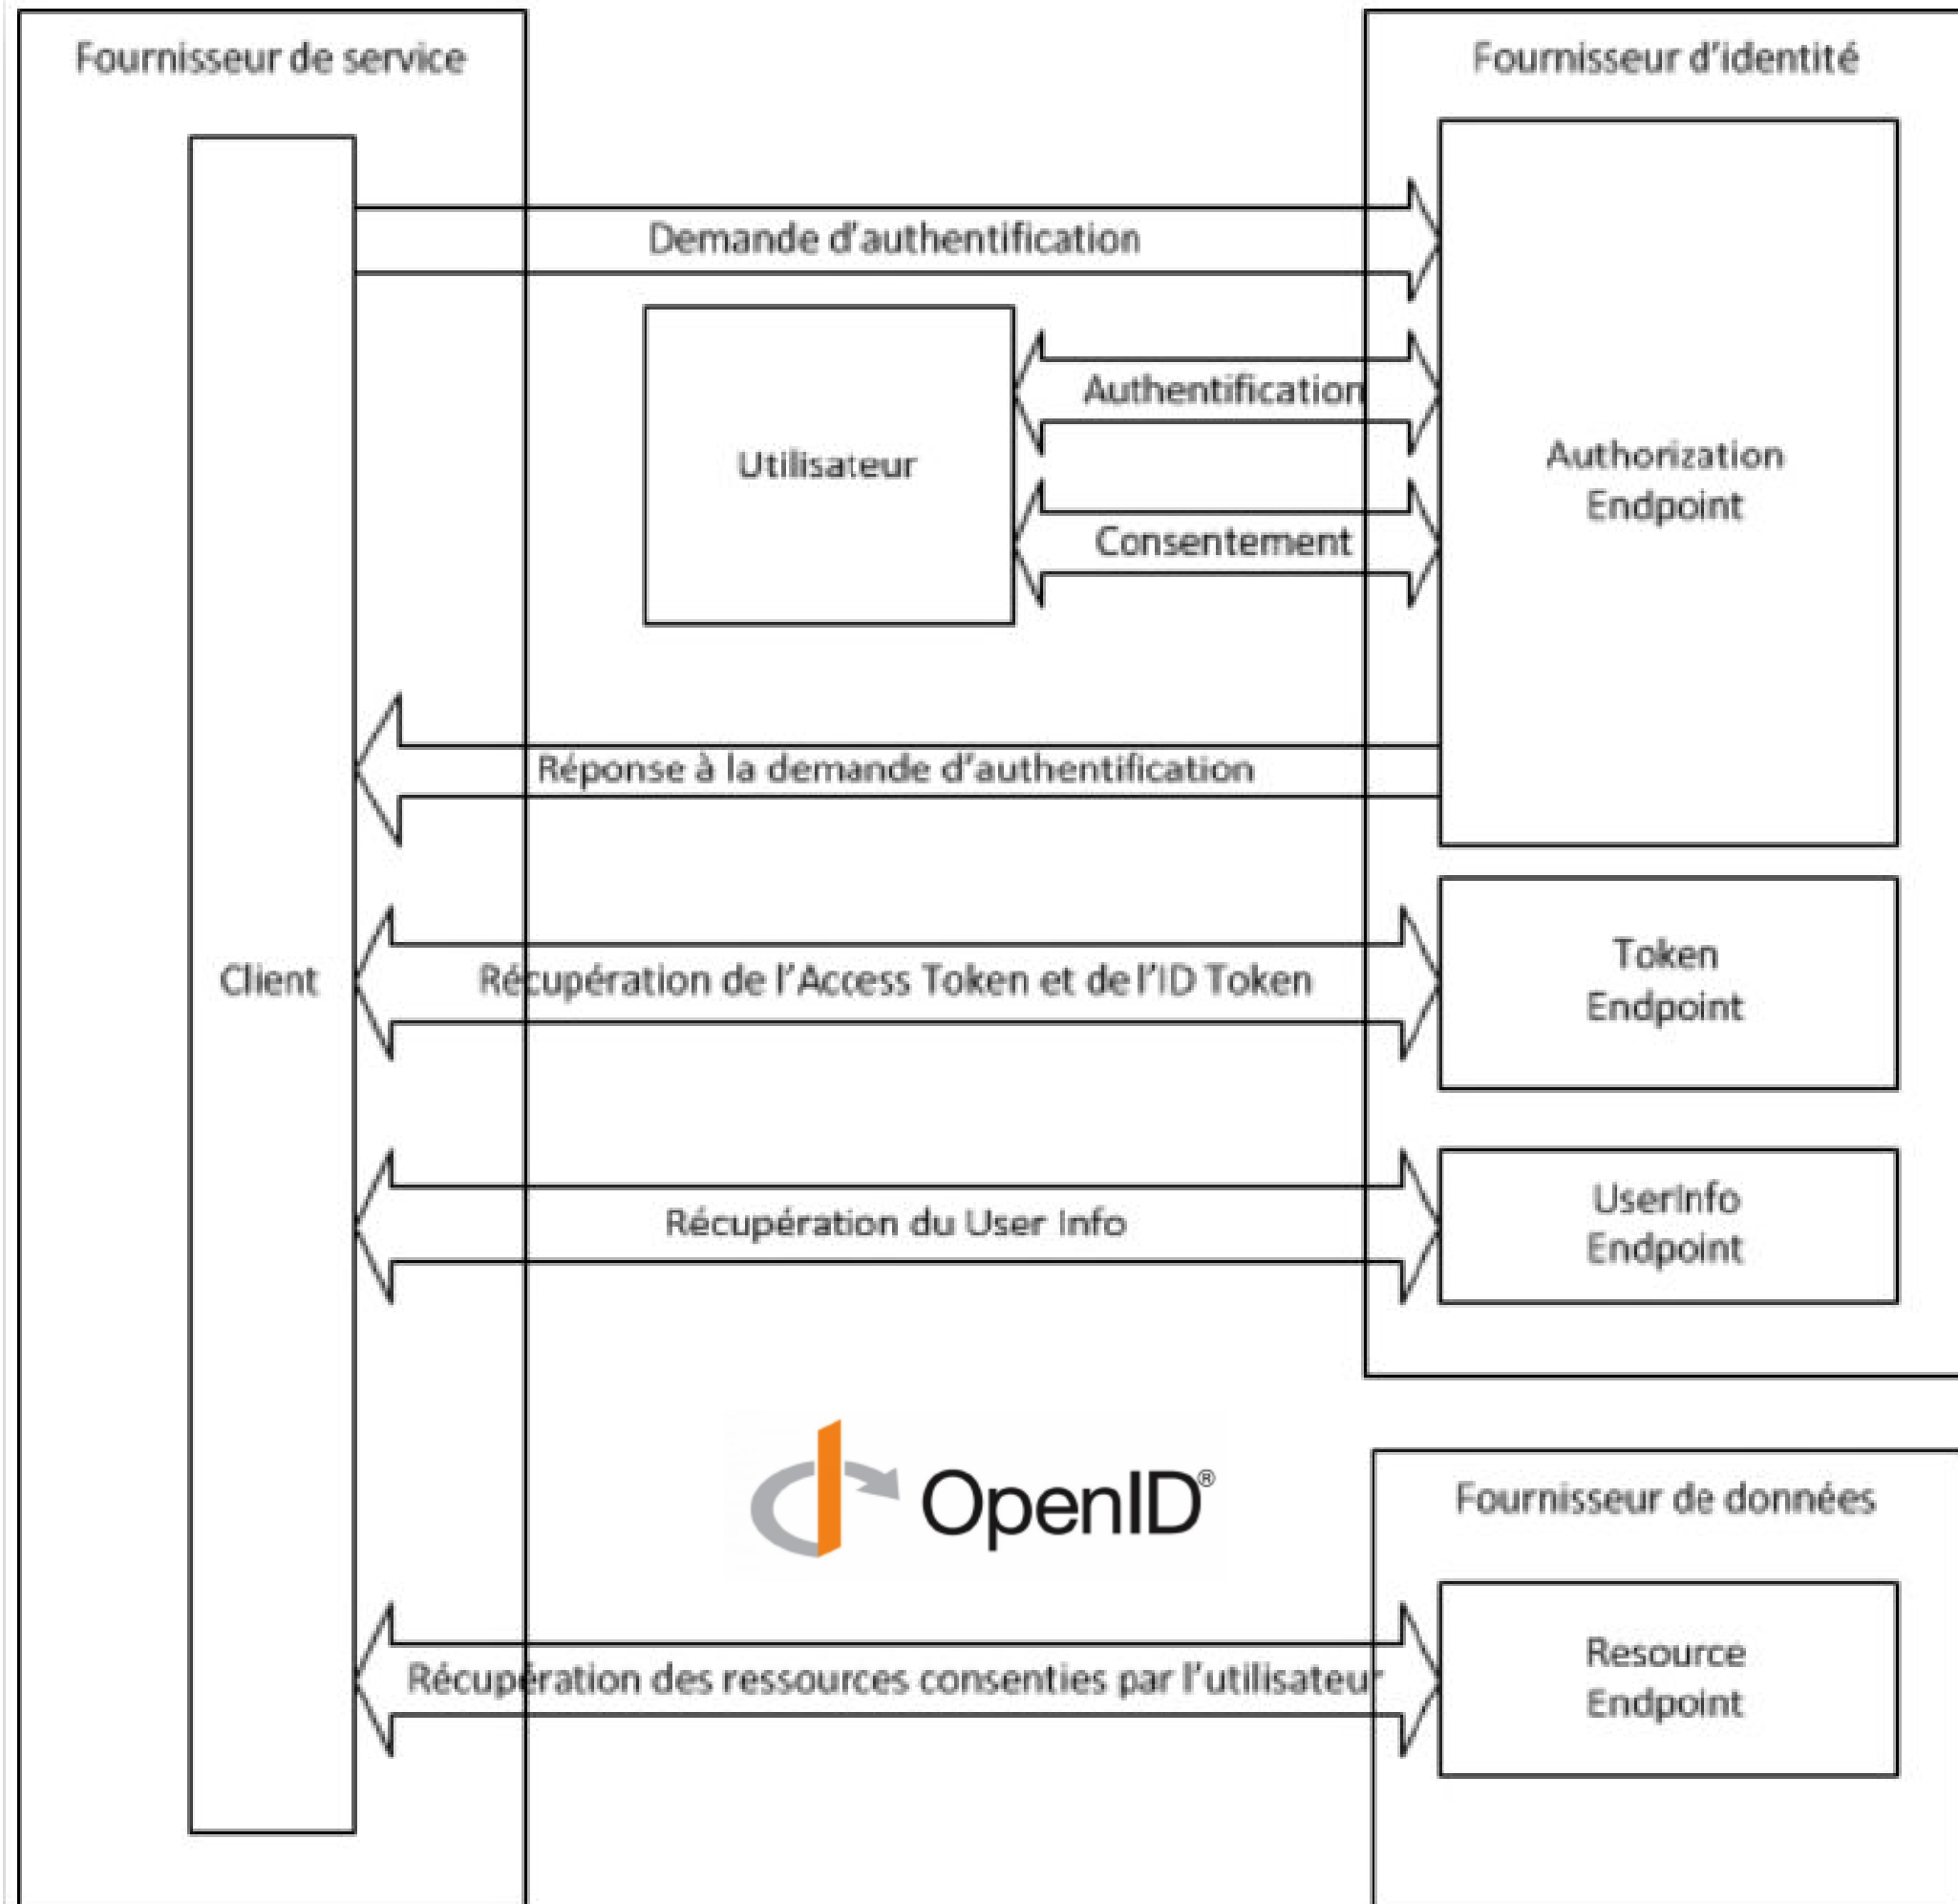 Fournisseur de service
Fournisseur d'identité
Demande d'authentification
Authentification
Utilisateur
Authorization
Endpoint
Consentement
Réponse à la demande d'authentification
Client
Récupération de l'Access Token et de l'ID Token
Token
Endpoint
Récupération du User Info
UserInfo
Endpoint
OpenID®
Fournisseur de données
Récupération des ressources consenties par l'utilisateur
Resource
Endpoint